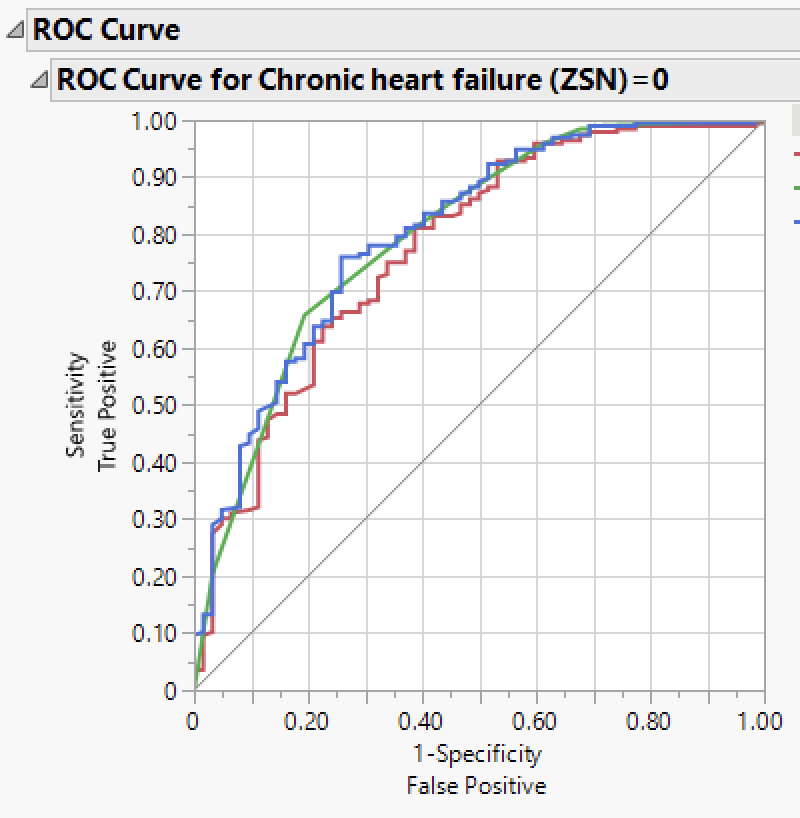 ROC Curve
ROC Curve for Chronic heart failure (ZSN)=0
1.00
0.90
0.80
0.70
0.60
0.50
0.40
0.30
0.20
0.10
0
Sensitivity
True Positive
0 0.20 0.40 0.60 0.80 1.00
1-Specificity
False Positive